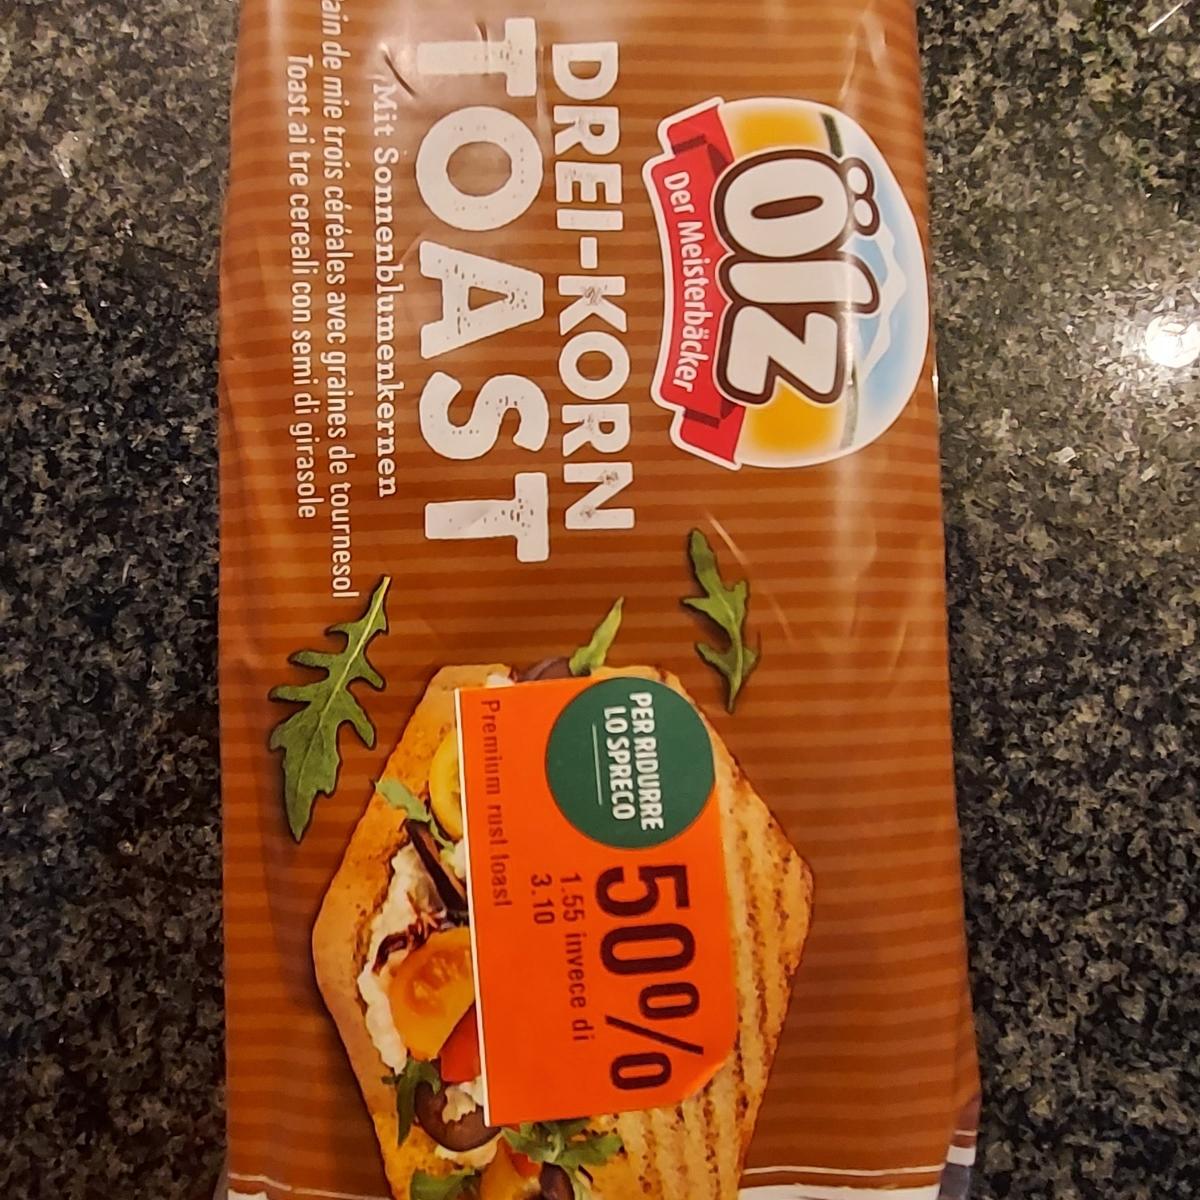 Ölz
Der Meisterbäcker
DREI-KORN
TOAST
Mit Sonnenblumenkernen
ain de mie trois céréales avec graines de tournesol
Toast ai tre cereali con semi di girasole
PER RIDURRE
LO SPRECO
50%
1.55 invece di
3.10
Premium rust toast